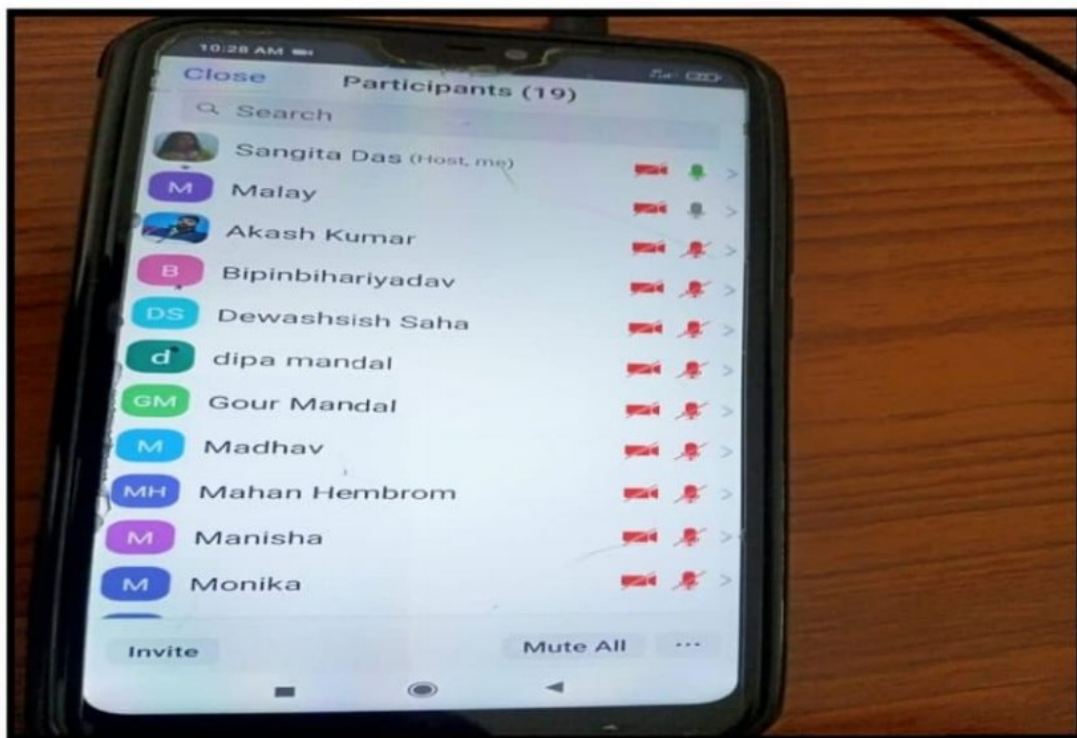 10:28 AM
Close Participants (19)
Search
Sangita Das (Host, me)
M Malay
Akash Kumar
B Bipinbihariyadav
DS Dewashsish Saha
d dipa mandal
GM Gour Mandal
M Madhav
MH Mahan Hembrom
M Manisha
M Monika
Invite Mute All ...